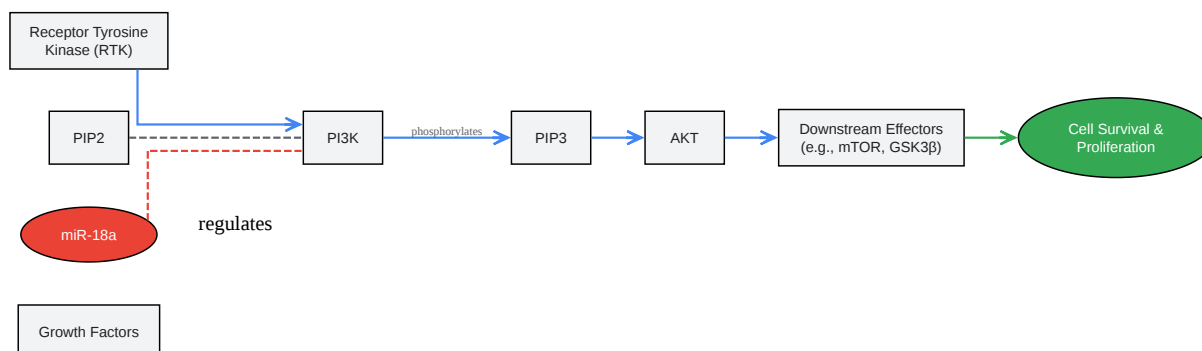 Receptor Tyrosine
Kinase (RTK)
PIP2
PI3K
phosphorylates
PIP3
AKT
Downstream Effectors
(e.g., mTOR, GSK3β)
Cell Survival &
Proliferation
miR-18a
regulates
Growth Factors